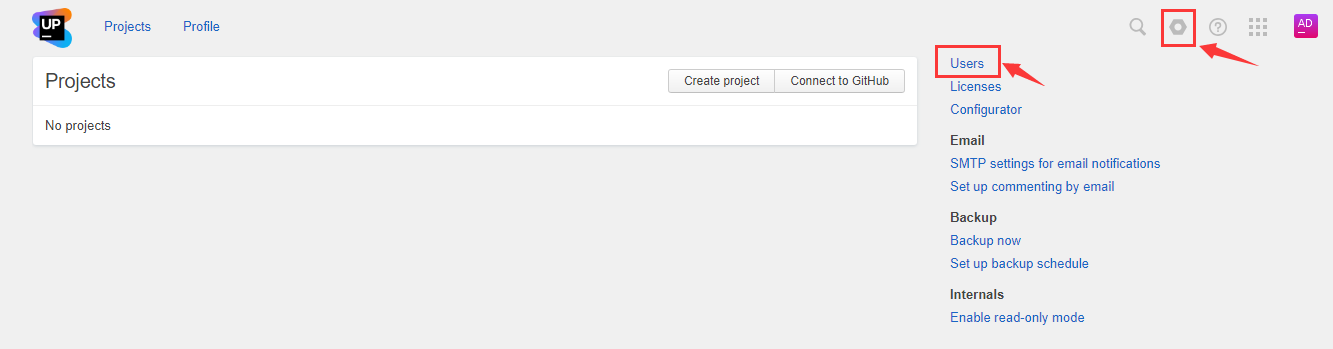 UP
Projects Profile
AD
Projects Create project Connect to GitHub
No projects
Users
Licenses
Configurator
Email
SMTP settings for email notifications
Set up commenting by email
Backup
Backup now
Set up backup schedule
Internals
Enable read-only mode